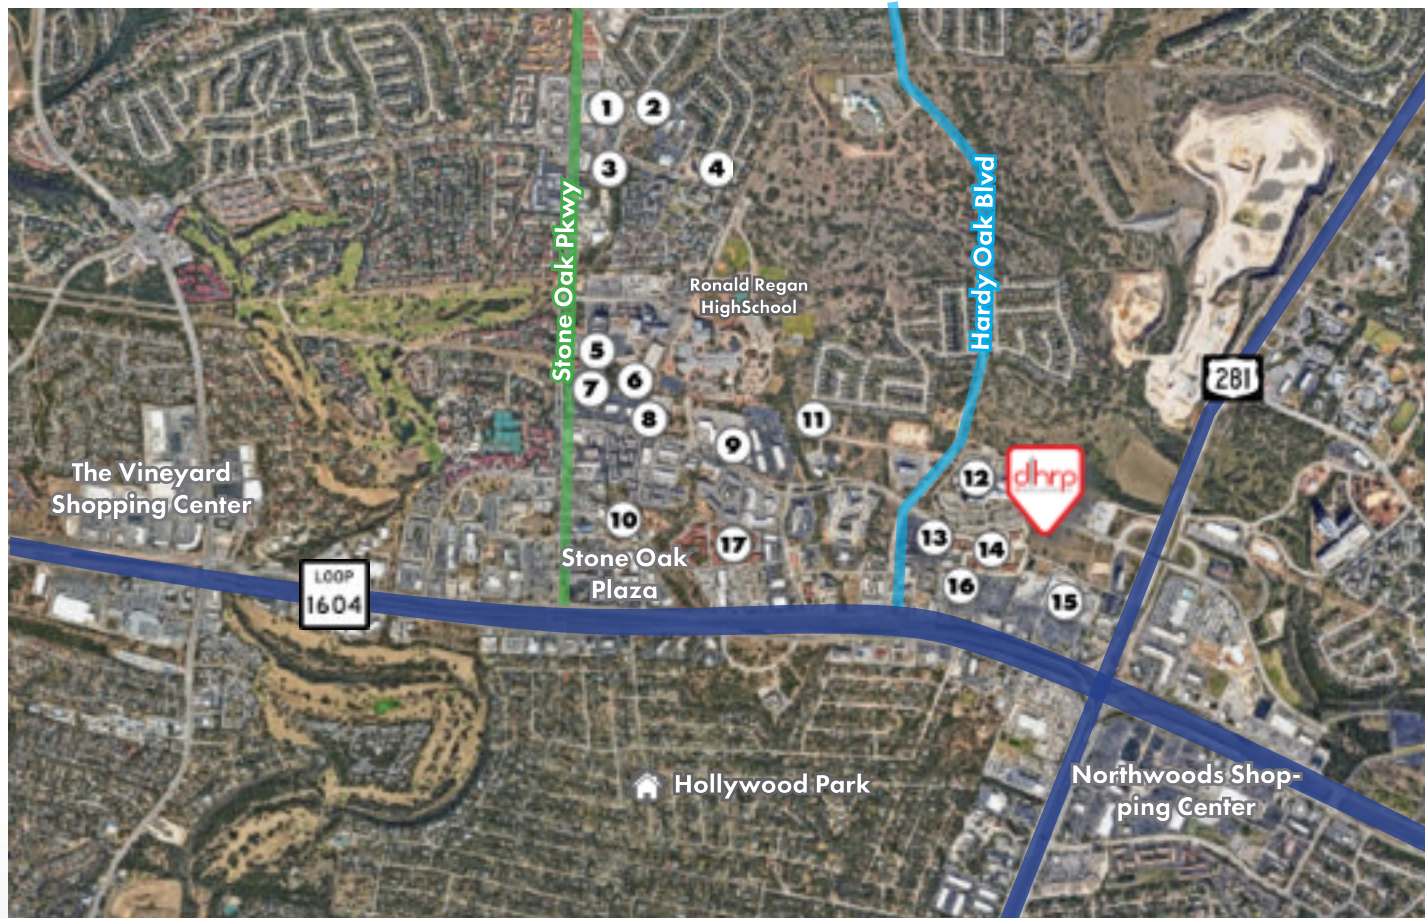 1
2
3
4
Stone Oak Pkwy
Hardy Oak Blvd
Ronald Regan
HighSchool
5
6
7
8
9
11
281
The Vineyard
Shopping Center
12
dhrp
10
17
13
14
Stone Oak
Plaza
LOOP
1604
16
15
Hollywood Park
Northwoods Shop-
ping Center